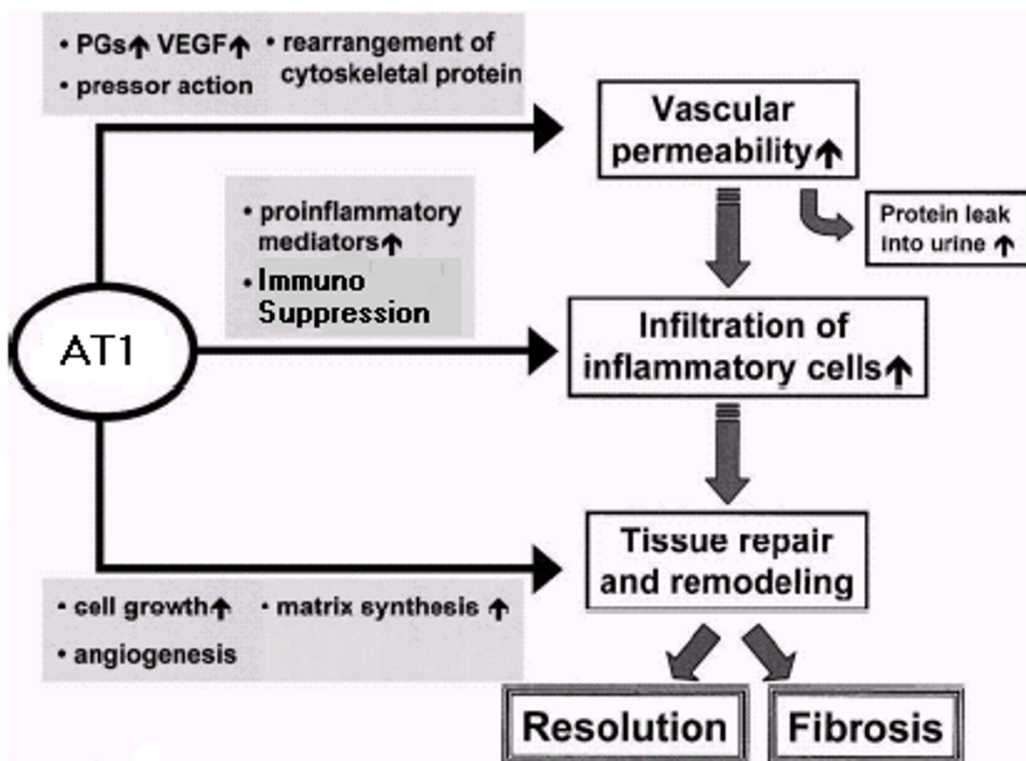 • PGs↑ VEGF↑ • rearrangement of
• pressor action cytoskeletal protein
Vascular
permeability↑
Protein leak
into urine ↑
• proinflammatory
mediators↑
• Immuno
Suppression
AT1
Infiltration of
inflammatory cells↑
Tissue repair
and remodeling
• cell growth↑ • matrix synthesis ↑
• angiogenesis
Resolution
Fibrosis